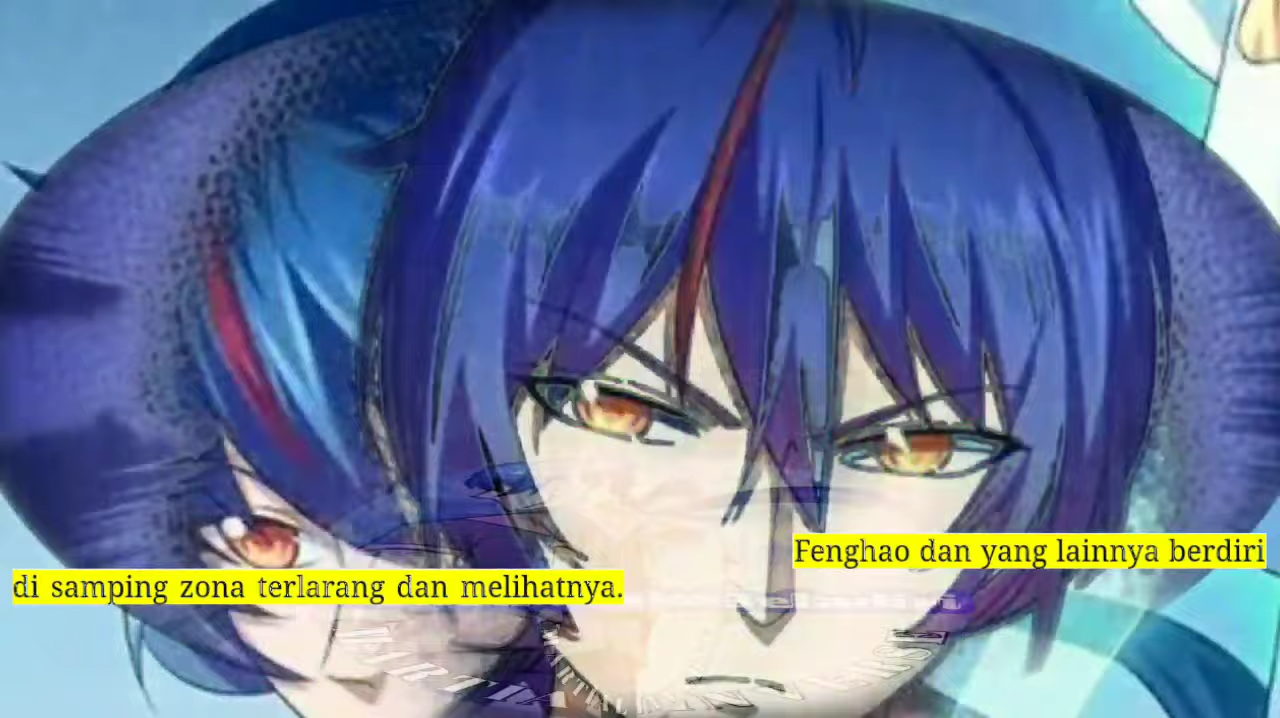 Fenghao dan yang lainnya berdiri
di samping zona terlarang dan melihatnya.